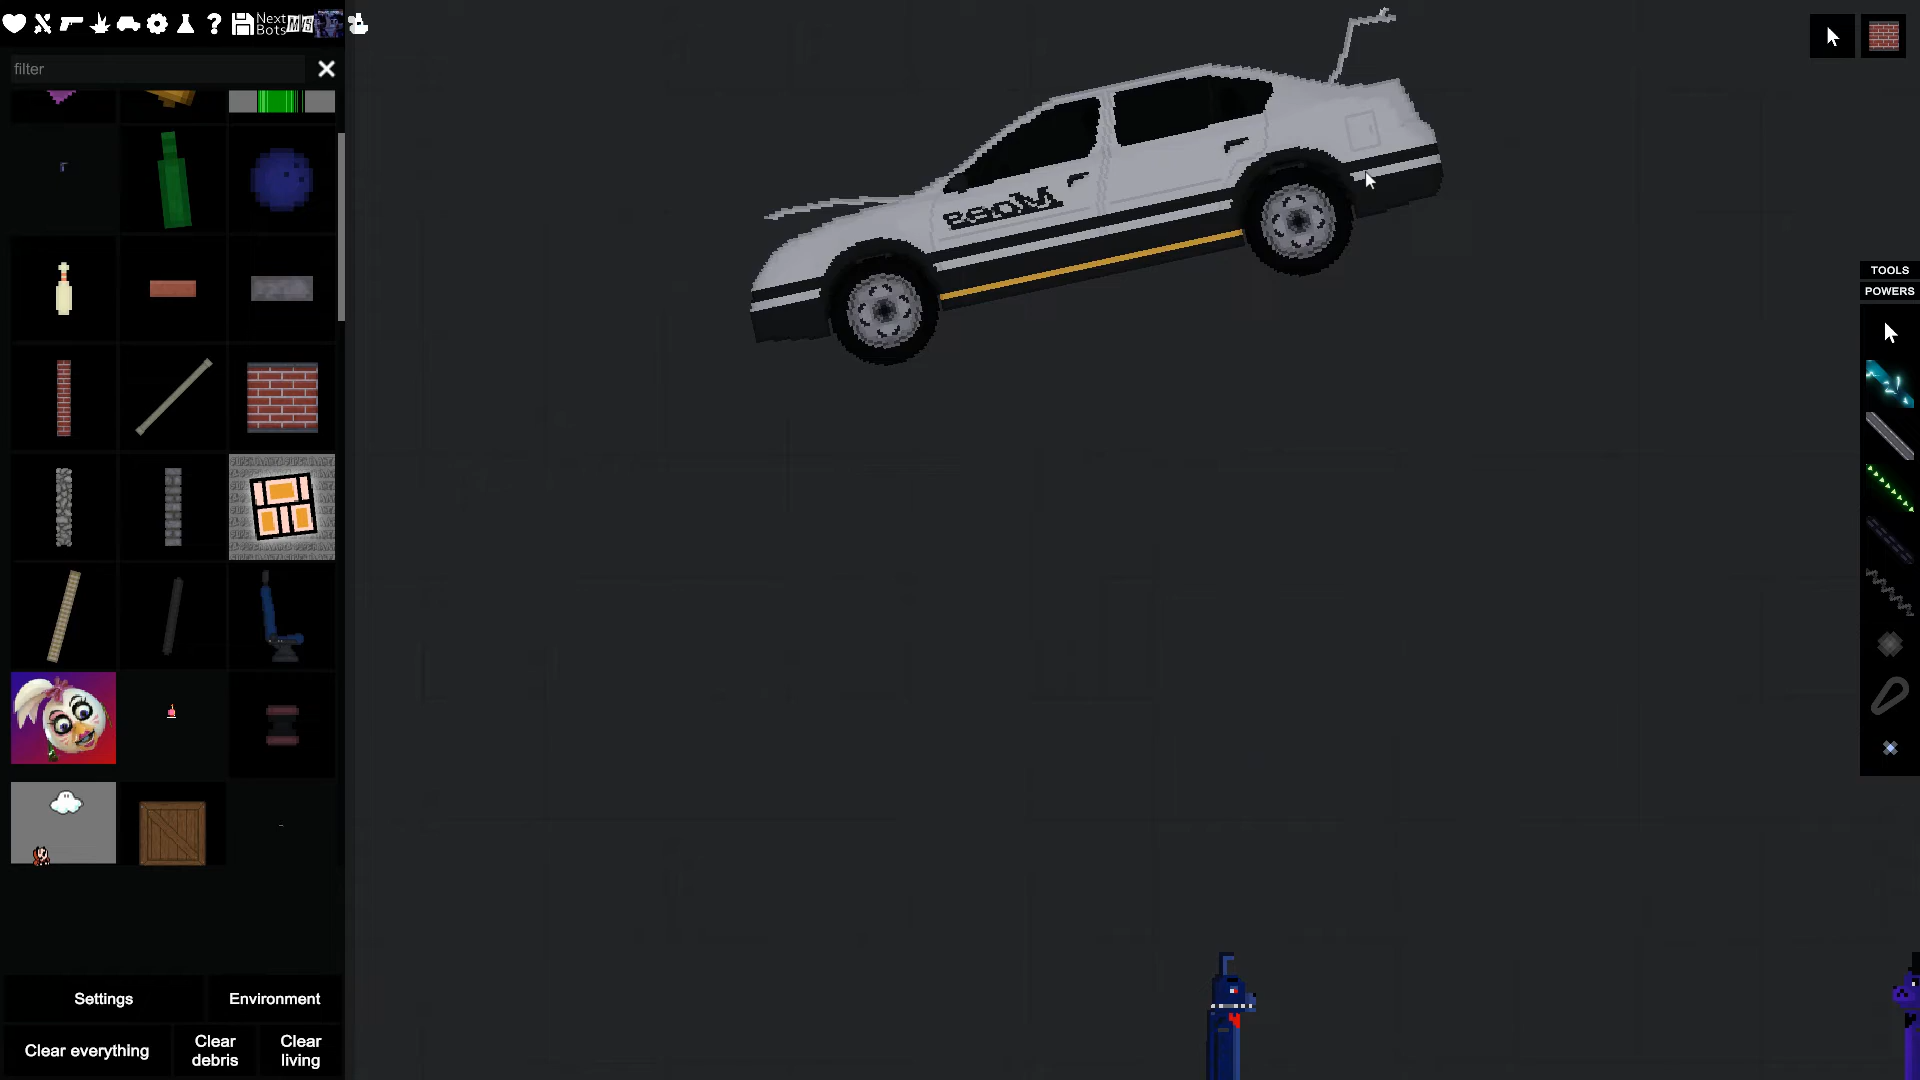 Next
Bots
filter
TOOLS
POWERS
Settings
Environment
Clear everything
Clear
debris
Clear
living